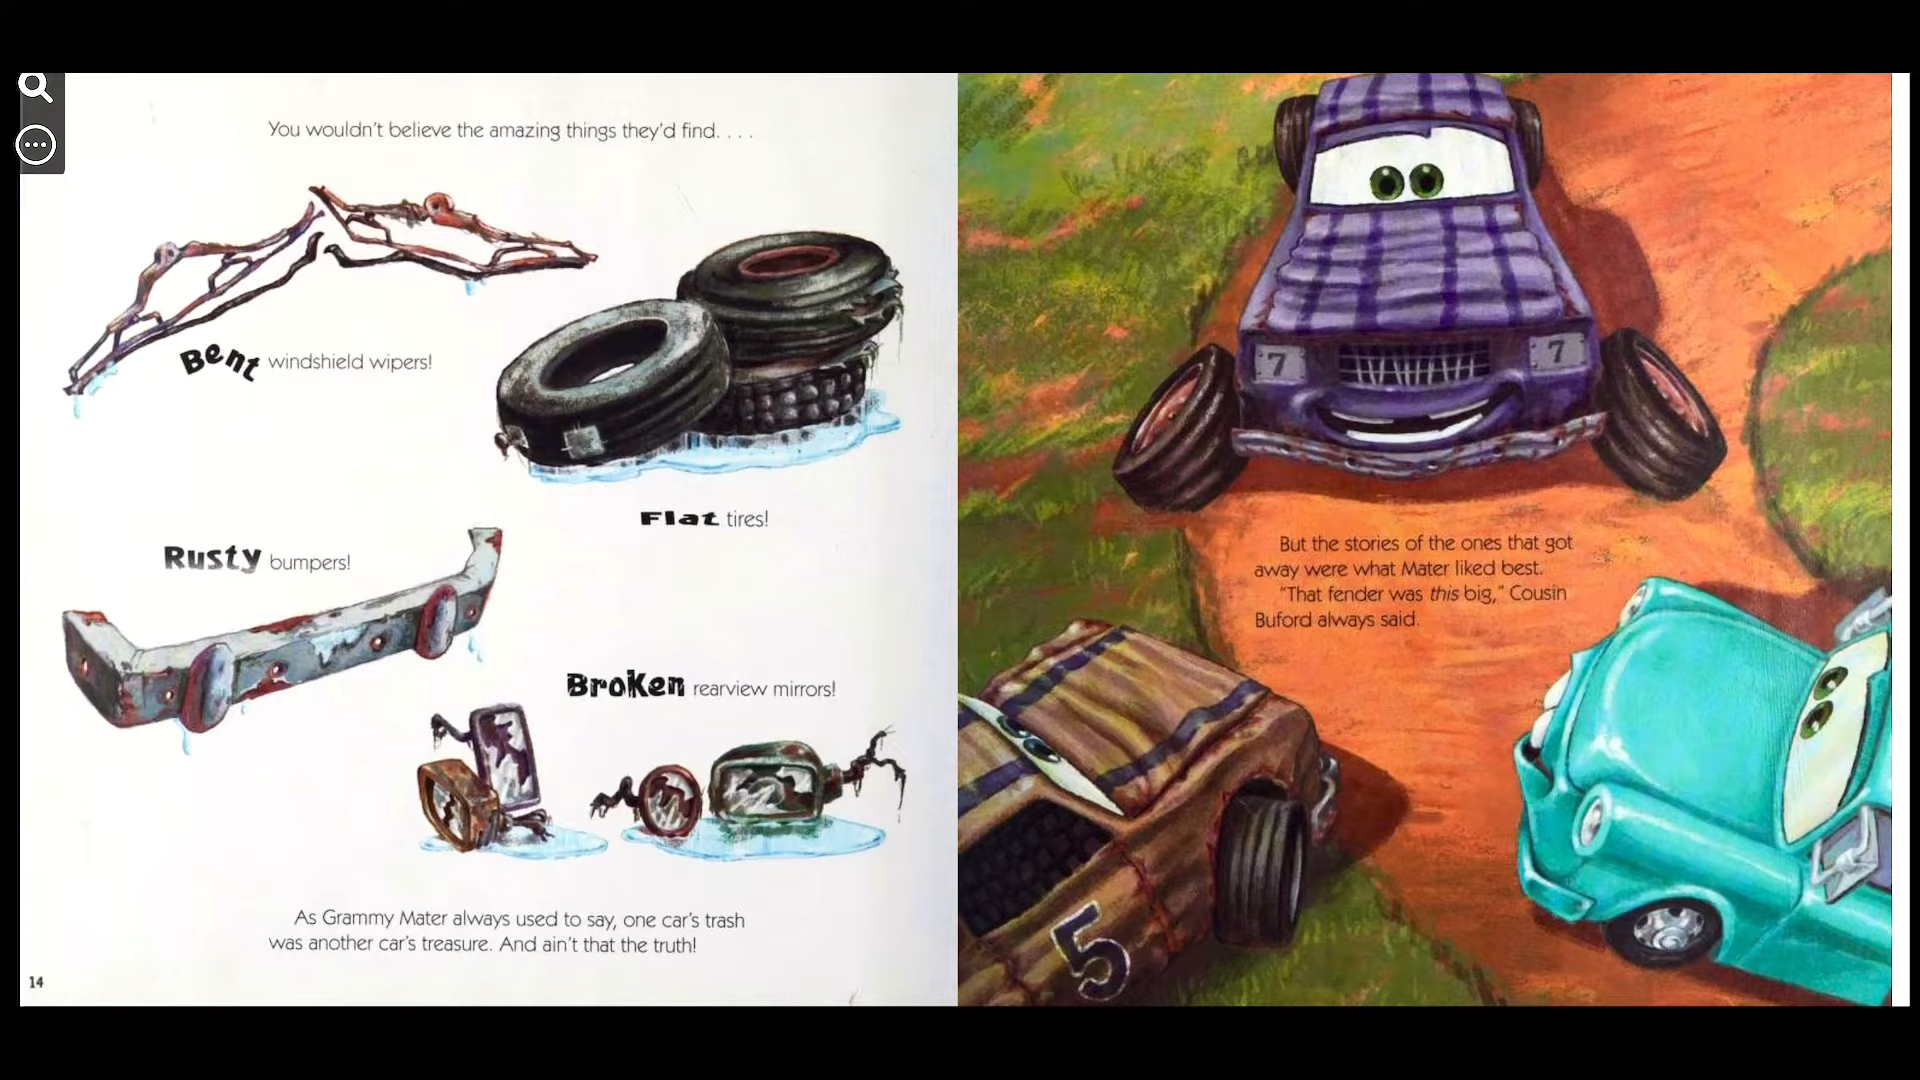 You wouldn't believe the amazing things they'd find. . . .
Bent windshield wipers!
Flat tires!
Rusty bumpers!
Broken rearview mirrors!
As Grammy Mater always used to say, one car's trash
was another car's treasure. And ain't that the truth!
14
7
7
But the stories of the ones that got
away were what Mater liked best.
"That fender was this big," Cousin
Buford always said.
5